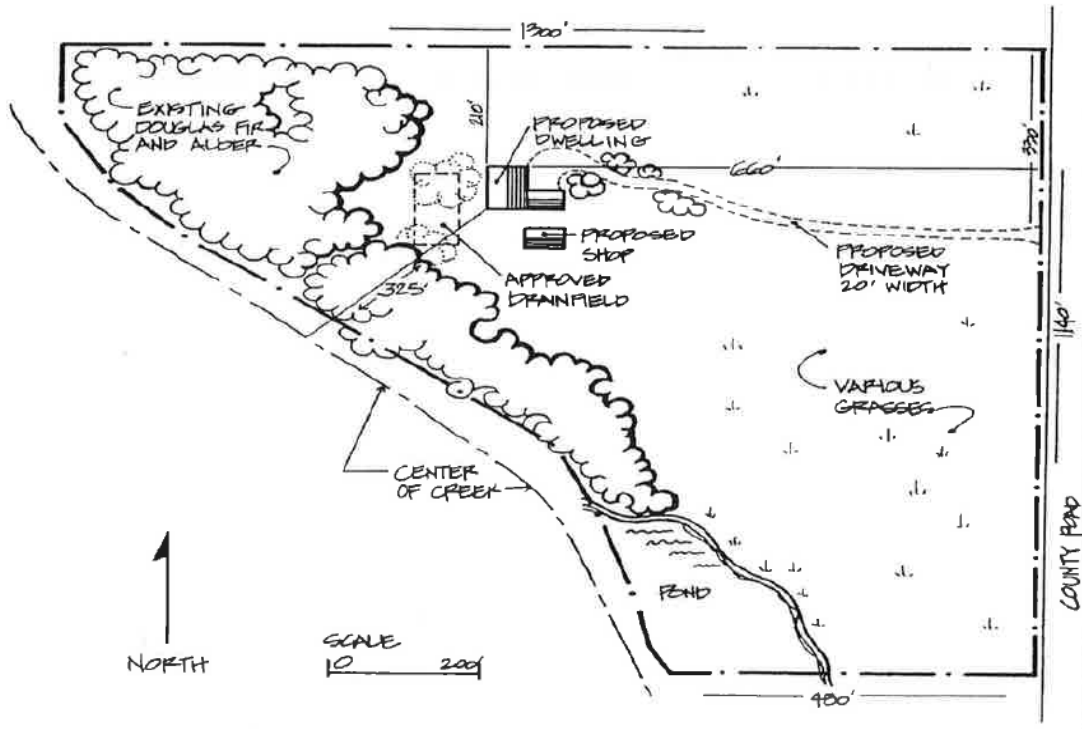 1300'
EXISTING
DOUGLAS FIR
AND ALDER
210'
PROPOSED
DWELLING
660'
330'
PROPOSED
SHOP
PROPOSED
DRIVEWAY
20' WIDTH
APPROVED
DRAINFIELD
325'
1140'
VARIOUS
GRASSES
CENTER
OF CREEK
COUNTY ROAD
POND
NORTH
SCALE
0 200'
480'